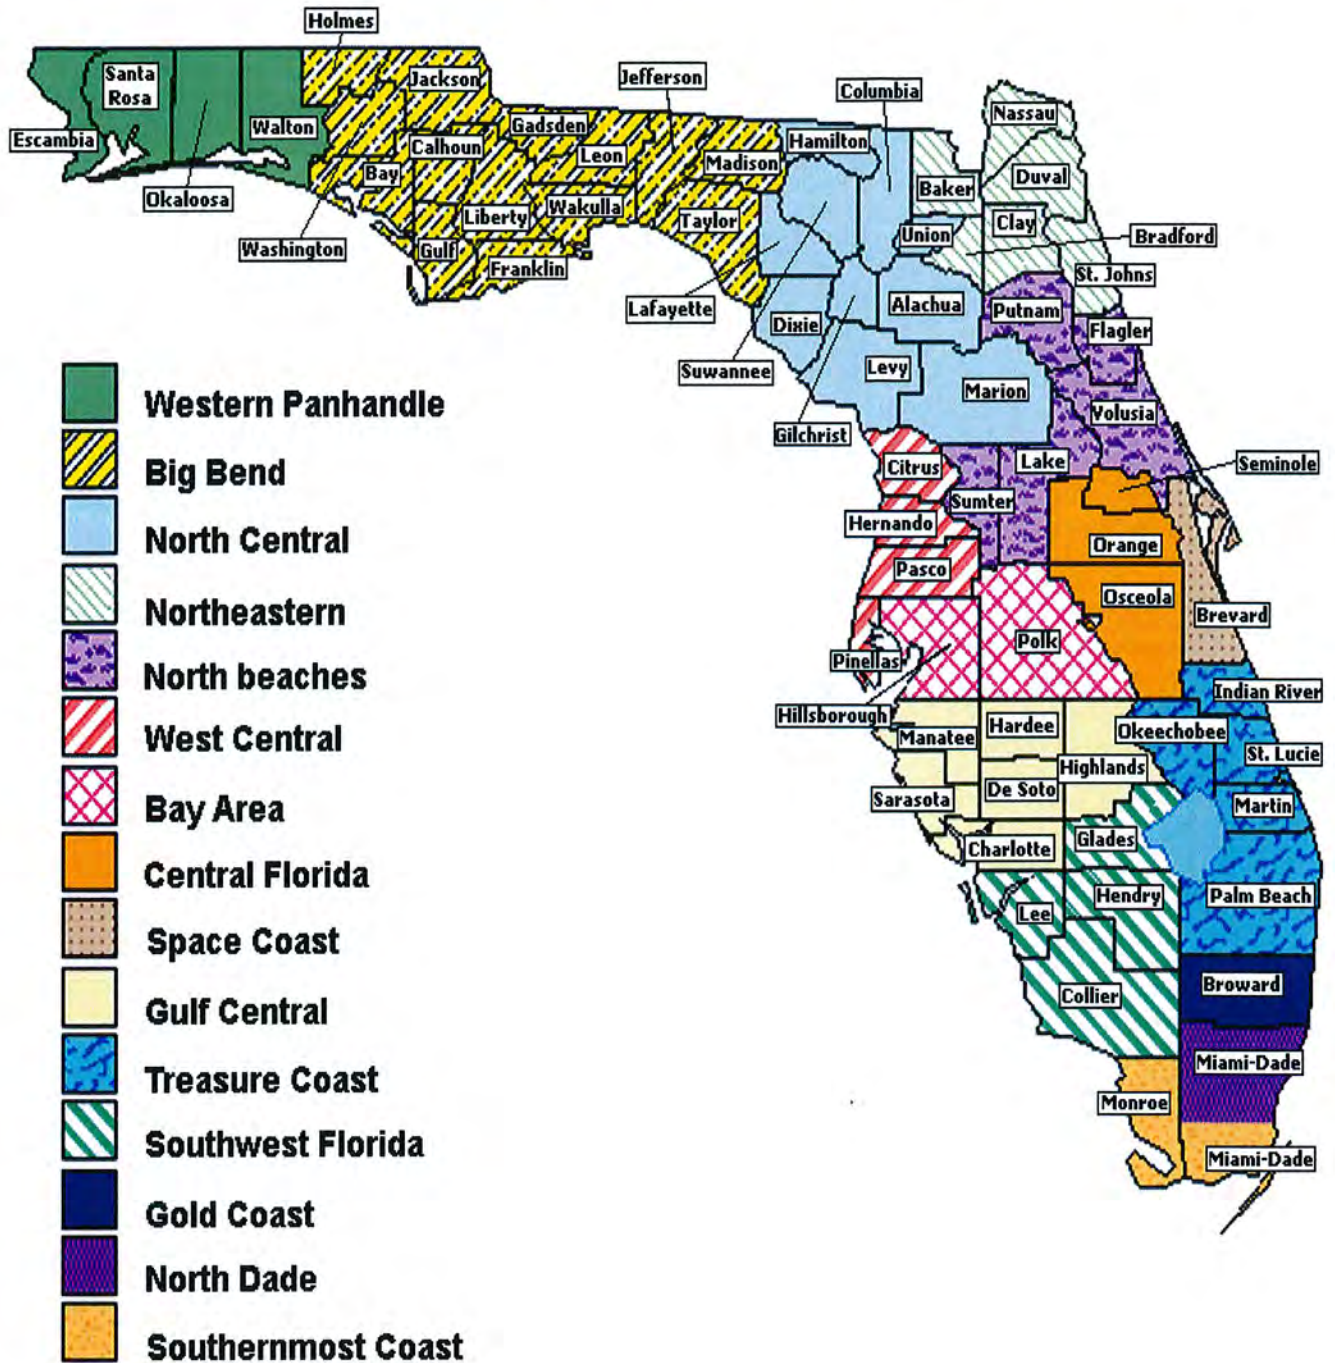 Holmes
Santa
Rosa
Jackson
Jefferson
Columbia
Nassau
Escambia
Walton
Gadsden
Hamilton
Calhoun
Leon
Madison
Duval
Bay
Baker
Okaloosa
Liberty
Wakulla
Taylor
Clay
Union
Bradford
Washington
Gulf
Franklin
St. Johns
Lafayette
Alachua
Putnam
Dixie
Flagler
Suwannee
Levy
Marion
Volusia
Gilchrist
Citrus
Lake
Seminole
Sumter
Hernando
Orange
Pasco
Osceola
Brevard
Polk
Pinellas
Indian River
Hillsborough
Hardee
Manatee
Okeechobee
St. Lucie
Highlands
De Soto
Sarasota
Martin
Glades
Charlotte
Hendry
Palm Beach
Lee
Broward
Collier
Miami-Dade
Monroe
Miami-Dade
Western Panhandle
Big Bend
North Central
Northeastern
North beaches
West Central
Bay Area
Central Florida
Space Coast
Gulf Central
Treasure Coast
Southwest Florida
Gold Coast
North Dade
Southernmost Coast